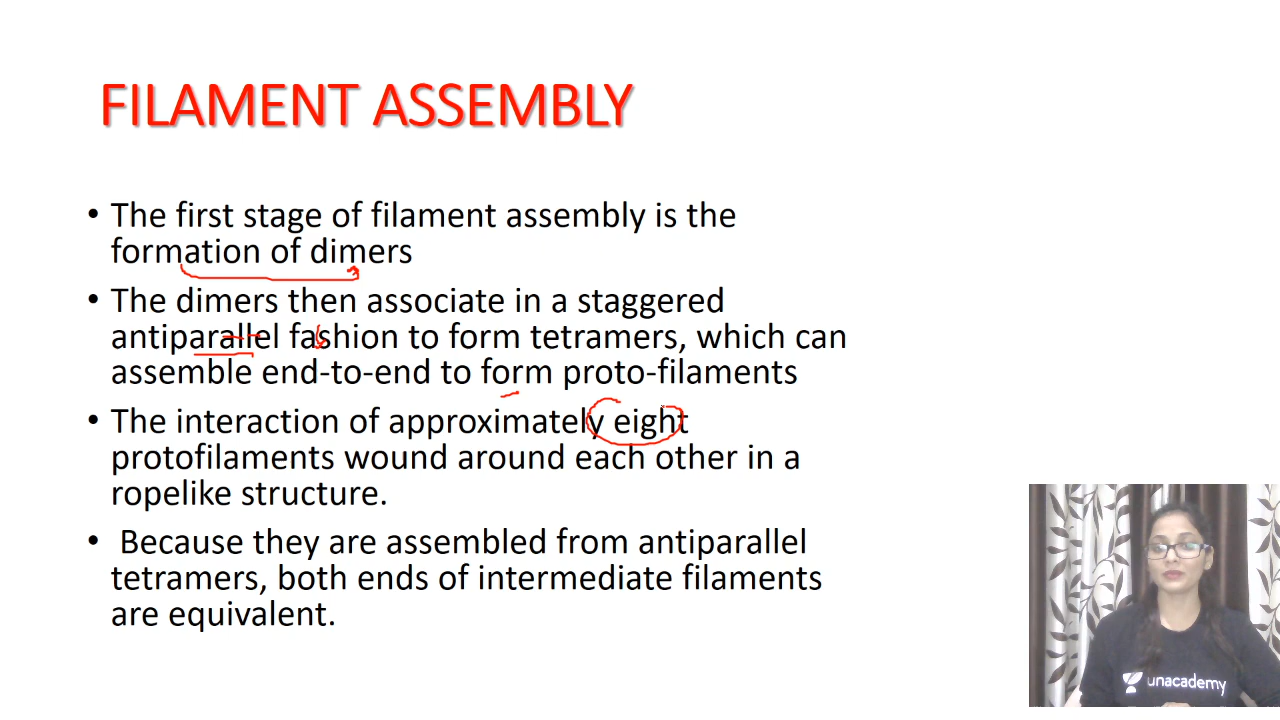 FILAMENT ASSEMBLY
• The first stage of filament assembly is the
formation of dimers
• The dimers then associate in a staggered
antiparallel fashion to form tetramers, which can
assemble end-to-end to form proto-filaments
• The interaction of approximately eight
protofilaments wound around each other in a
ropelike structure.
• Because they are assembled from antiparallel
tetramers, both ends of intermediate filaments
are equivalent.
unacademy